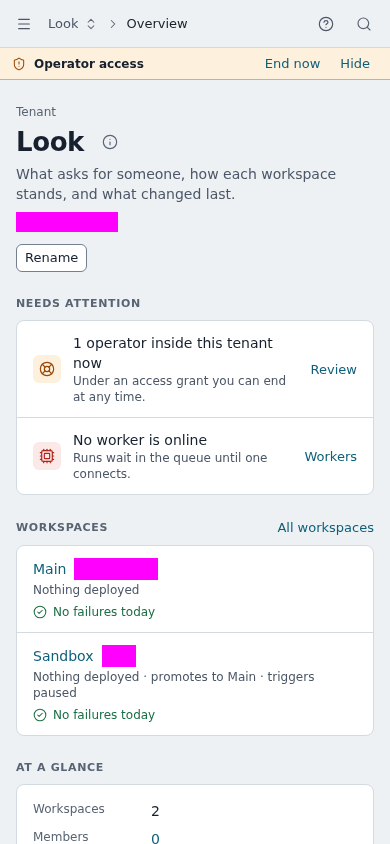 Look
Overview
Operator access
End now
Hide
Tenant
Look
What asks for someone, how each workspace
stands, and what changed last.
Rename
NEEDS ATTENTION
1 operator inside this tenant
now
Under an access grant you can end
at any time.
Review
No worker is online
Runs wait in the queue until one
connects.
Workers
WORKSPACES
All workspaces
Main
Nothing deployed
No failures today
Sandbox
Nothing deployed · promotes to Main · triggers
paused
No failures today
AT A GLANCE
Workspaces 2
Members 0